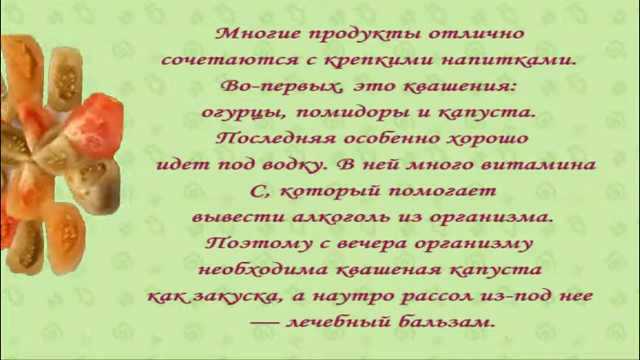 Многие продукты отлично
сочетаются с крепкими напитками.
Во-первых, это квашения:
огурцы, помидоры и капуста.
Последняя особенно хорошо
идет под водку. В ней много витамина
С, который помогает
вывести алкоголь из организма.
Поэтому с вечера организму
необходима квашеная капуста
как закуска, а наутро рассол из-под нее
— лечебный бальзам.